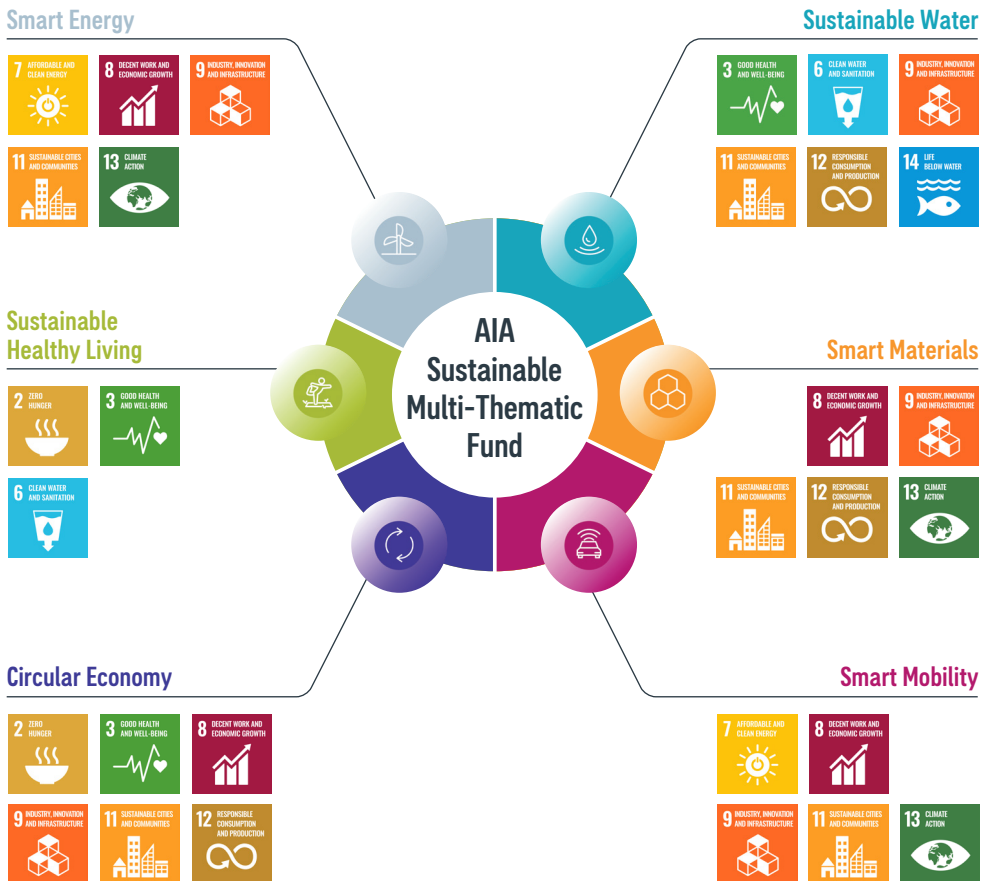 Smart Energy
7 AFFORDABLE AND
CLEAN ENERGY
8 DECENT WORK AND
ECONOMIC GROWTH
9 INDUSTRY, INNOVATION
AND INFRASTRUCTURE
11 SUSTAINABLE CITIES
AND COMMUNITIES
13 CLIMATE
ACTION
Sustainable Water
3 GOOD HEALTH
AND WELL-BEING
6 CLEAN WATER
AND SANITATION
9 INDUSTRY, INNOVATION
AND INFRASTRUCTURE
11 SUSTAINABLE CITIES
AND COMMUNITIES
12 RESPONSIBLE
CONSUMPTION
AND PRODUCTION
14 LIFE
BELOW WATER
AIA
Sustainable
Multi-Thematic
Fund
Sustainable
Healthy Living
2 ZERO
HUNGER
3 GOOD HEALTH
AND WELL-BEING
6 CLEAN WATER
AND SANITATION
Smart Materials
8 DECENT WORK AND
ECONOMIC GROWTH
9 INDUSTRY, INNOVATION
AND INFRASTRUCTURE
11 SUSTAINABLE CITIES
AND COMMUNITIES
12 RESPONSIBLE
CONSUMPTION
AND PRODUCTION
13 CLIMATE
ACTION
Circular Economy
2 ZERO
HUNGER
3 GOOD HEALTH
AND WELL-BEING
8 DECENT WORK AND
ECONOMIC GROWTH
9 INDUSTRY, INNOVATION
AND INFRASTRUCTURE
11 SUSTAINABLE CITIES
AND COMMUNITIES
12 RESPONSIBLE
CONSUMPTION
AND PRODUCTION
Smart Mobility
7 AFFORDABLE AND
CLEAN ENERGY
8 DECENT WORK AND
ECONOMIC GROWTH
9 INDUSTRY, INNOVATION
AND INFRASTRUCTURE
11 SUSTAINABLE CITIES
AND COMMUNITIES
13 CLIMATE
ACTION